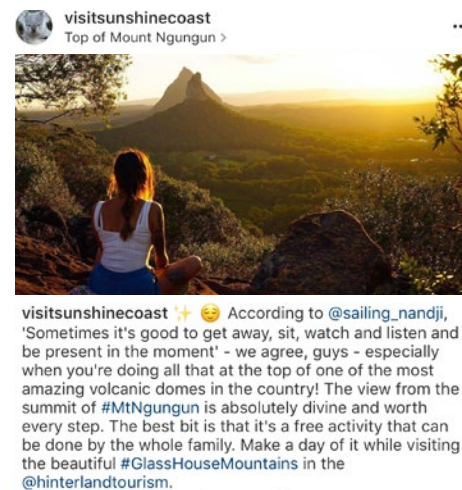 visitsunshinecoast
Top of Mount Ngungun >
visitsunshinecoast ✨ 😌 According to @sailing_nandji,
'Sometimes it's good to get away, sit, watch and listen and
be present in the moment' - we agree, guys - especially
when you're doing all that at the top of one of the most
amazing volcanic domes in the country! The view from the
summit of #MtNgungun is absolutely divine and worth
every step. The best bit is that it's a free activity that can
be done by the whole family. Make a day of it while visiting
the beautiful #GlassHouseMountains in the
@hinterlandtourism.